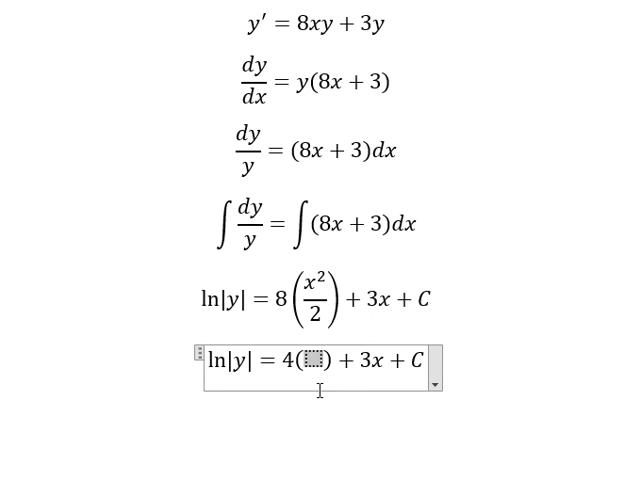 y′ = 8xy + 3y
dy/dx = y(8x + 3)
dy/y = (8x + 3)dx
∫ dy/y = ∫ (8x + 3)dx
ln|y| = 8(x²/2) + 3x + C
ln|y| = 4( ) + 3x + C